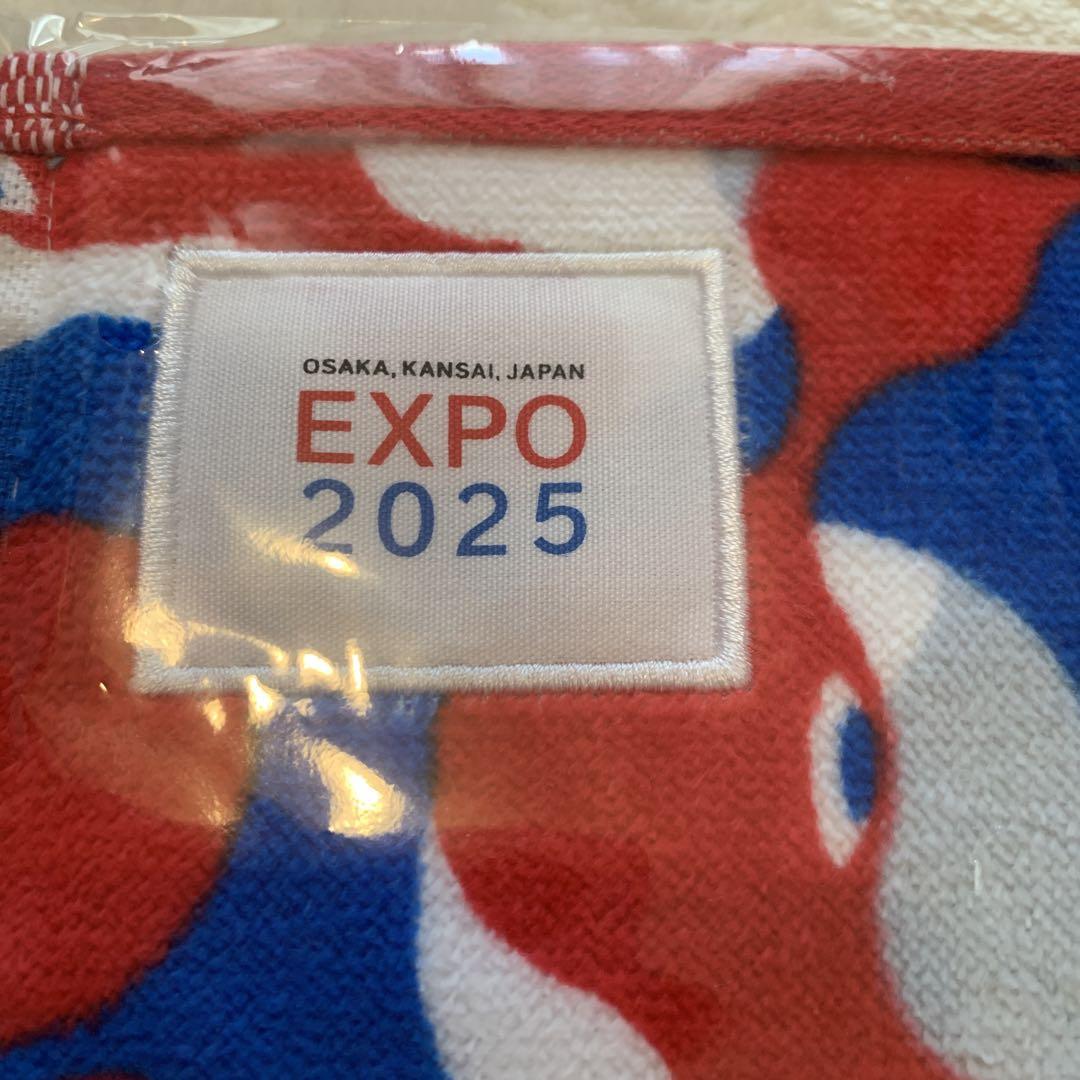 OSAKA, KANSAI, JAPAN
EXPO
2025